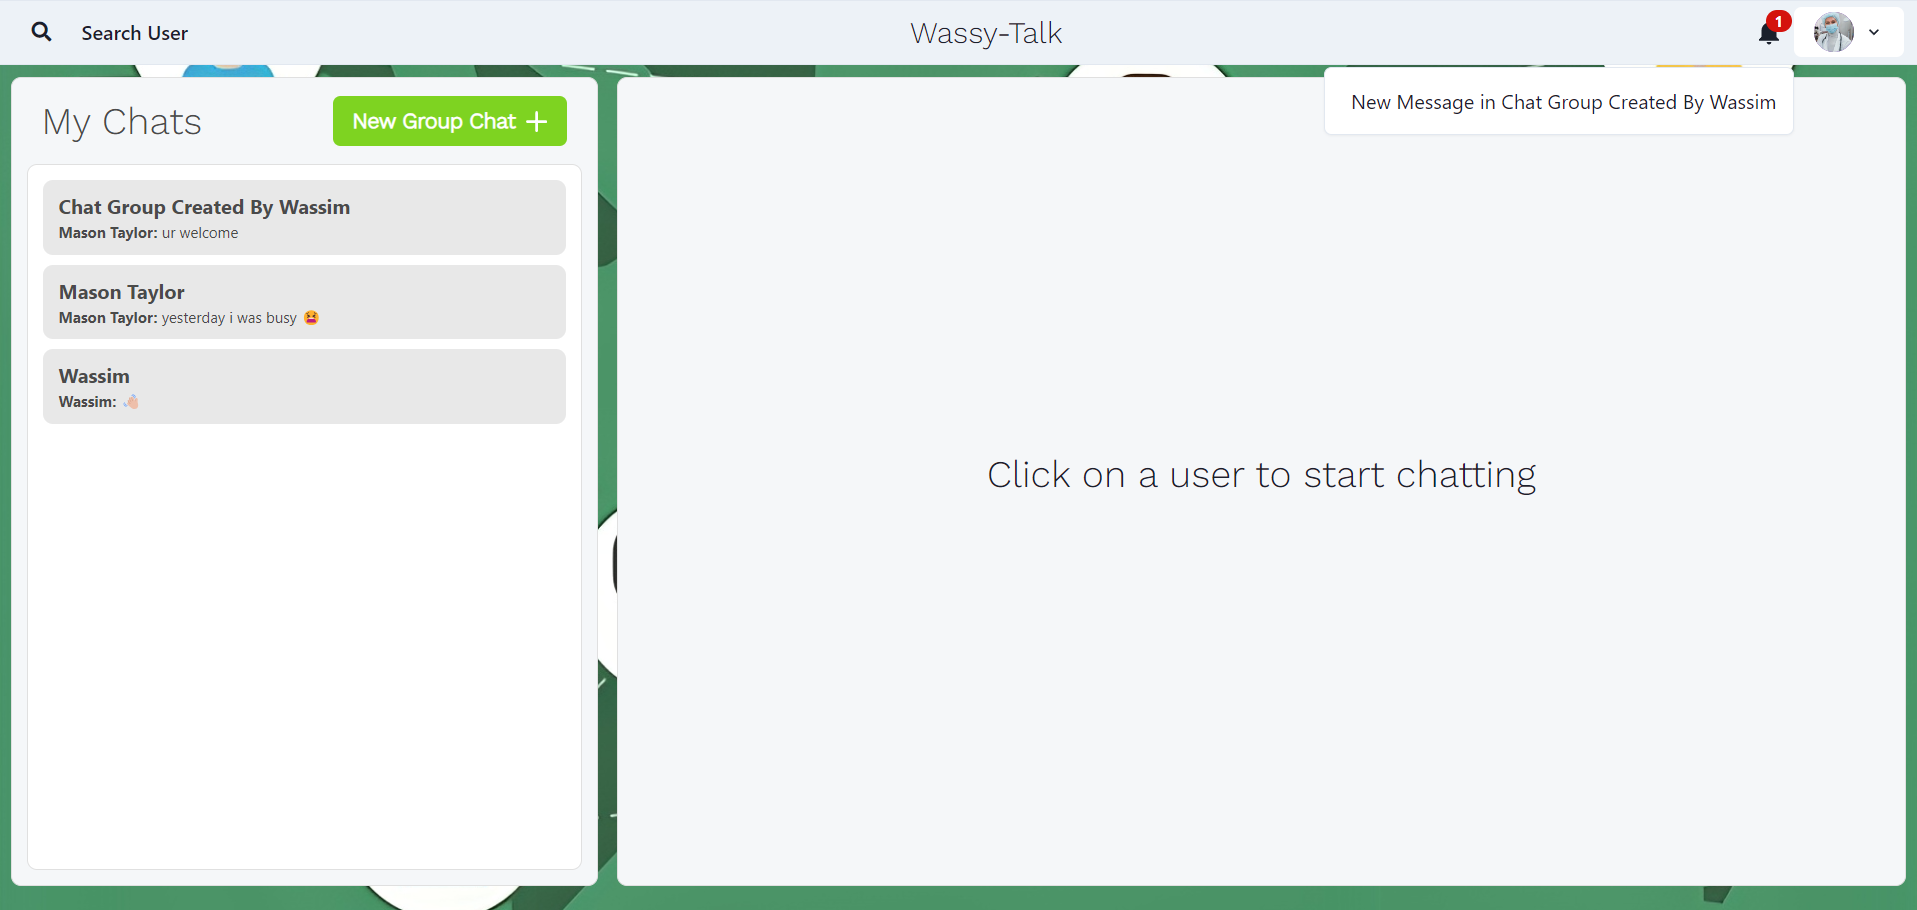 Search User
Wassy-Talk
1
New Message in Chat Group Created By Wassim
My Chats
New Group Chat
Chat Group Created By Wassim
Mason Taylor: ur welcome
Mason Taylor
Mason Taylor: yesterday i was busy 😫
Wassim
Wassim: 👋🏻
Click on a user to start chatting